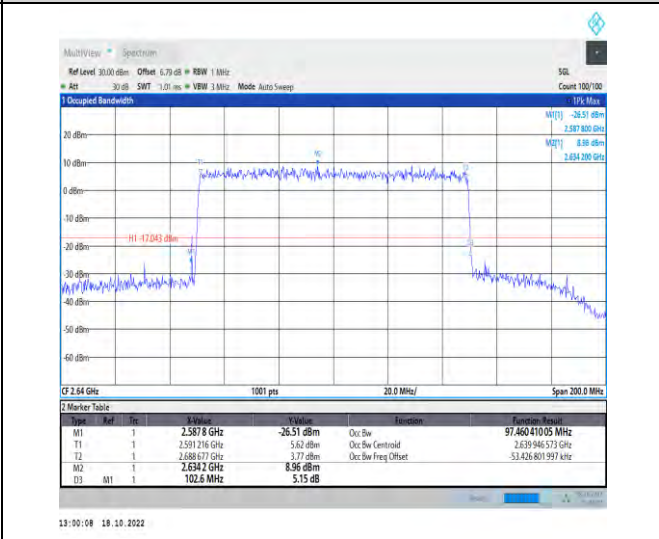 MultiView Spectrum
Ref Level 30.00 dBm Offset 6.79 dB RBW 1 MHz SGL
Att 30 dB SWT 1.01 ms VBW 3 MHz Mode Auto Sweep Count 100/100
1 Occupied Bandwidth 1Pk Max
M1[1] -26.51 dBm
2.587 800 GHz
M2[1] 8.96 dBm
2.634 200 GHz
20 dBm
10 dBm
0 dBm
-10 dBm
H1 -17.043 dBm
-20 dBm
-30 dBm
-40 dBm
-50 dBm
-60 dBm
CF 2.64 GHz 1001 pts 20.0 MHz/ Span 200.0 MHz
2 Marker Table
Type Ref Trc X-Value Y-Value Function Function Result
M1 1 2.5878 GHz -26.51 dBm Occ Bw 97.460 410 05 MHz
T1 1 2.591 216 GHz 5.62 dBm Occ Bw Centroid 2.639 946 573 GHz
T2 1 2.688 677 GHz 3.77 dBm Occ Bw Freq Offset -53.426 801 997 kHz
M2 1 2.634 2 GHz 8.96 dBm
D3 M1 1 102.6 MHz 5.15 dB
13:00:08 18.10.2022